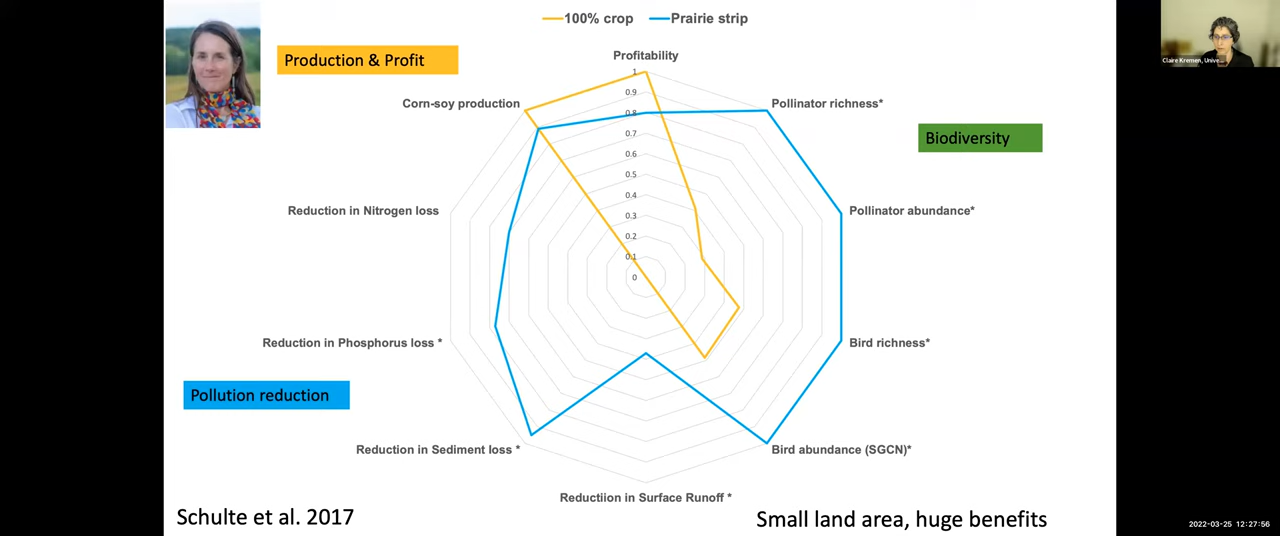 100% crop
Prairie strip
Production & Profit
Profitability
1
0.9
0.8
0.7
0.6
0.5
0.4
0.3
0.2
0.1
0
Corn-soy production
Pollinator richness*
Biodiversity
Reduction in Nitrogen loss
Pollinator abundance*
Reduction in Phosphorus loss *
Bird richness*
Pollution reduction
Reduction in Sediment loss *
Bird abundance (SGCN)*
Reductiion in Surface Runoff *
Schulte et al. 2017
Small land area, huge benefits
Claire Kremen, Unive...
2022-03-25 12:27:56